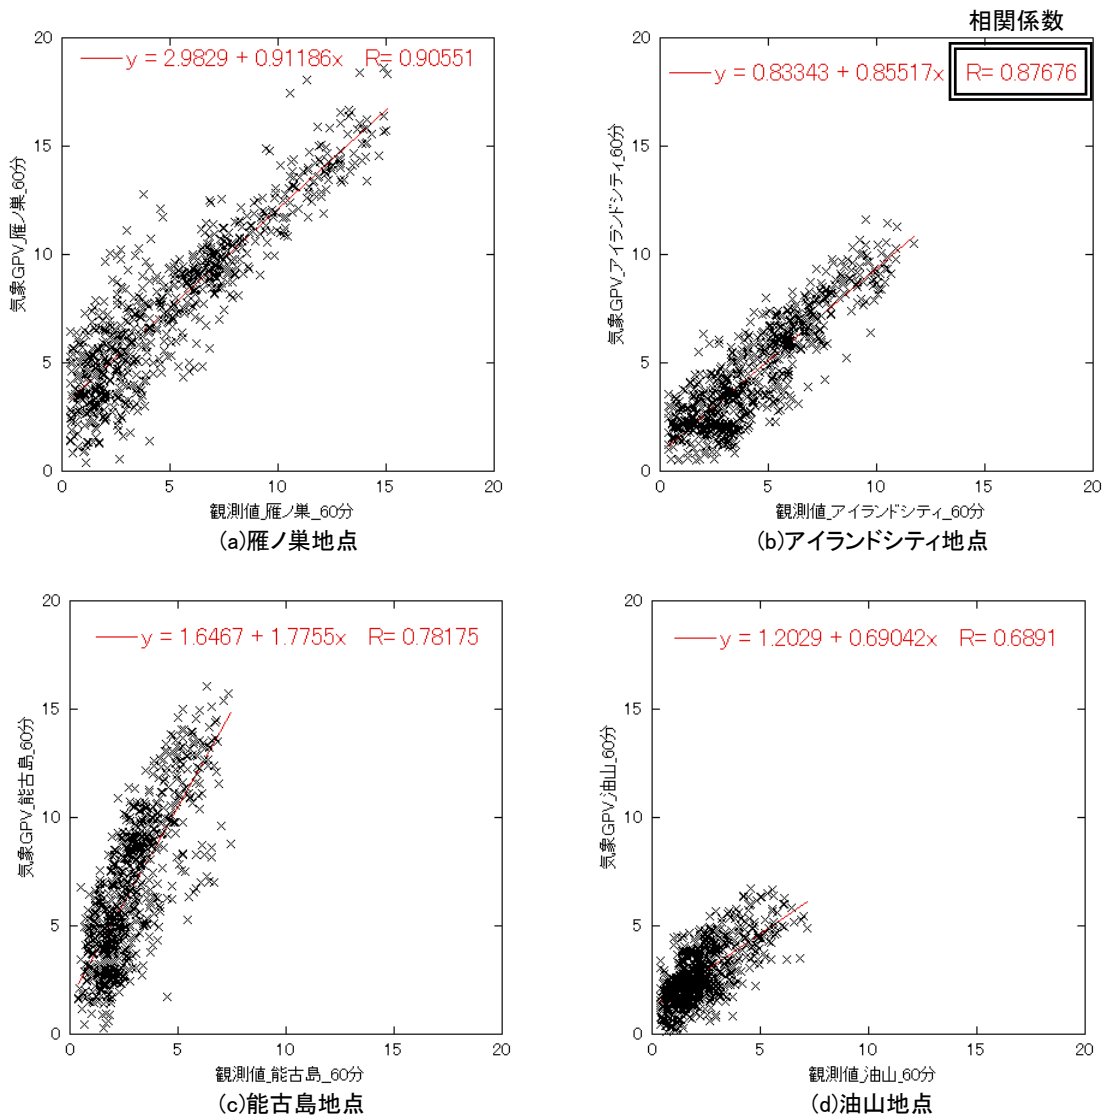 相関係数
y = 2.9829 + 0.91186x R= 0.90551
20
15
10
5
0
気象GPV_雁ノ巣_60分
0 5 10 15 20
観測値_雁ノ巣_60分
(a)雁ノ巣地点
y = 0.83343 + 0.85517x R= 0.87676
20
15
10
5
0
気象GPV_アイランドシティ_60分
0 5 10 15 20
観測値_アイランドシティ_60分
(b)アイランドシティ地点
y = 1.6467 + 1.7755x R= 0.78175
20
15
10
5
0
気象GPV_能古島_60分
0 5 10 15 20
観測値_能古島_60分
(c)能古島地点
y = 1.2029 + 0.69042x R= 0.6891
20
15
10
5
0
気象GPV_油山_60分
0 5 10 15 20
観測値_油山_60分
(d)油山地点